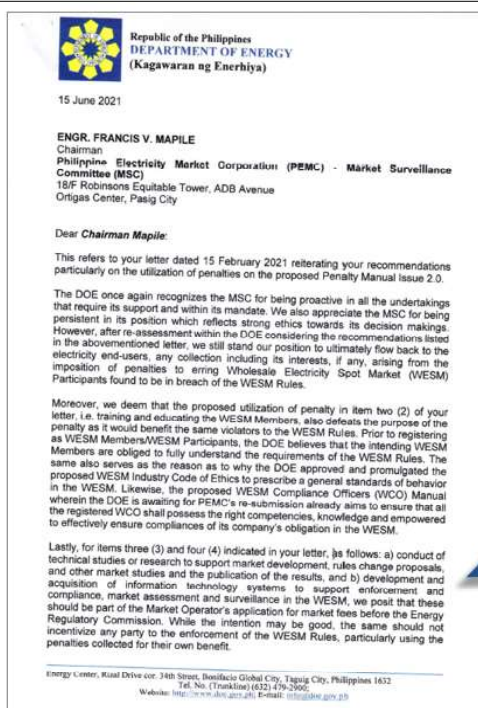 Republic of the Philippines
DEPARTMENT OF ENERGY
(Kagawaran ng Enerhiya)
15 June 2021
ENGR. FRANCIS V. MAPILE
Chairman
Philippine Electricity Market Corporation (PEMC) - Market Surveillance
Committee (MSC)
18/F Robinsons Equitable Tower, ADB Avenue
Ortigas Center, Pasig City
Dear Chairman Mapile:
This refers to your letter dated 15 February 2021 reiterating your recommendations
particularly on the utilization of penalties on the proposed Penalty Manual Issue 2.0.
The DOE once again recognizes the MSC for being proactive in all the undertakings
that require its support and within its mandate. We also appreciate the MSC for being
persistent in its position which reflects strong ethics towards its decision makings.
However, after re-assessment within the DOE considering the recommendations listed
in the abovementioned letter, we still stand our position to ultimately flow back to the
electricity end-users, any collection including its interests, if any, arising from the
imposition of penalties to erring Wholesale Electricity Spot Market (WESM)
Participants found to be in breach of the WESM Rules.
Moreover, we deem that the proposed utilization of penalty in item two (2) of your
letter, i.e. training and educating the WESM Members, also defeats the purpose of the
penalty as it would benefit the same violators to the WESM Rules. Prior to registering
as WESM Members/WESM Participants, the DOE believes that the intending WESM
Members are obliged to fully understand the requirements of the WESM Rules. The
same also serves as the reason as to why the DOE approved and promulgated the
proposed WESM Industry Code of Ethics to prescribe a general standards of behavior
in the WESM. Likewise, the proposed WESM Compliance Officers (WCO) Manual
wherein the DOE is awaiting for PEMC's re-submission already aims to ensure that all
the registered WCO shall possess the right competencies, knowledge and empowered
to effectively ensure compliances of its company's obligation in the WESM.
Lastly, for items three (3) and four (4) indicated in your letter, as follows: a) conduct of
technical studies or research to support market development, rules change proposals,
and other market studies and the publication of the results, and b) development and
acquisition of information technology systems to support enforcement and
compliance, market assessment and surveillance in the WESM, we posit that these
should be part of the Market Operator's application for market fees before the Energy
Regulatory Commission. While the intention may be good, the same should not
incentivize any party to the enforcement of the WESM Rules, particularly using the
penalties collected for their own benefit.
Energy Center, Rizal Drive cor. 34th Street, Bonifacio Global City, Taguig City, Philippines 1632
Tel. No. (Trunkline) (632) 479-2900;
Website: http://www.doe.gov.ph; E-mail: info@doe.gov.ph